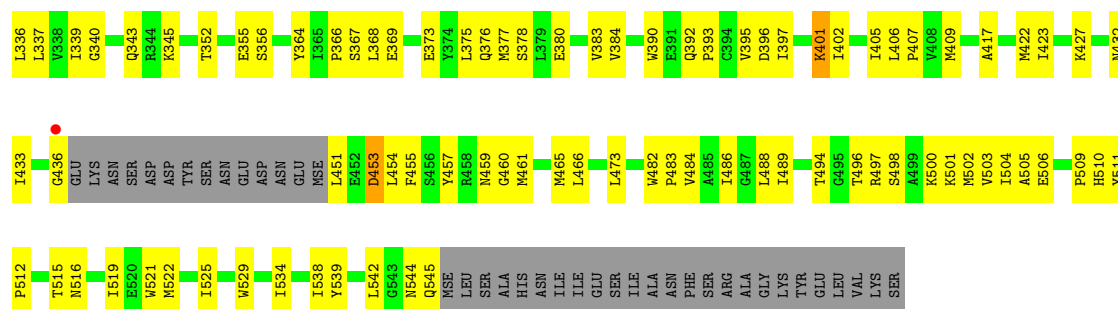 L336 L337 V338 I339 G340 Q343 R344 K345 T352 E355 S356 Y364 I365 P366 S367 L368 E369 E373 Y374 L375 Q376 M377 S378 L379 E380 V383 V384 W390 E391 Q392 P393 C394 V395 D396 I397 K401 I402 I405 L406 P407 V408 M409 A417 M422 I423 K427 N432
I433 G436 GLU LYS ASN SER ASP ASP TYR SER ASN GLU ASP ASN GLU MSE L451 E452 D453 L454 F455 S456 Y457 R458 N459 G460 M461 M465 L466 L473 W482 P483 V484 A485 I486 G487 L488 I489 T494 G495 T496 R497 S498 A499 K500 K501 M502 V503 I504 A505 E506 P509 H510 Y511
P512 T515 N516 I519 E520 W521 M522 I525 W529 I534 I538 Y539 L542 G543 N544 Q545 MSE LEU SER ALA HIS ASN ILE ILE GLU SER ILE ALA ASN PHE SER ARG ALA GLY LYS TYR GLU LEU VAL LYS SER